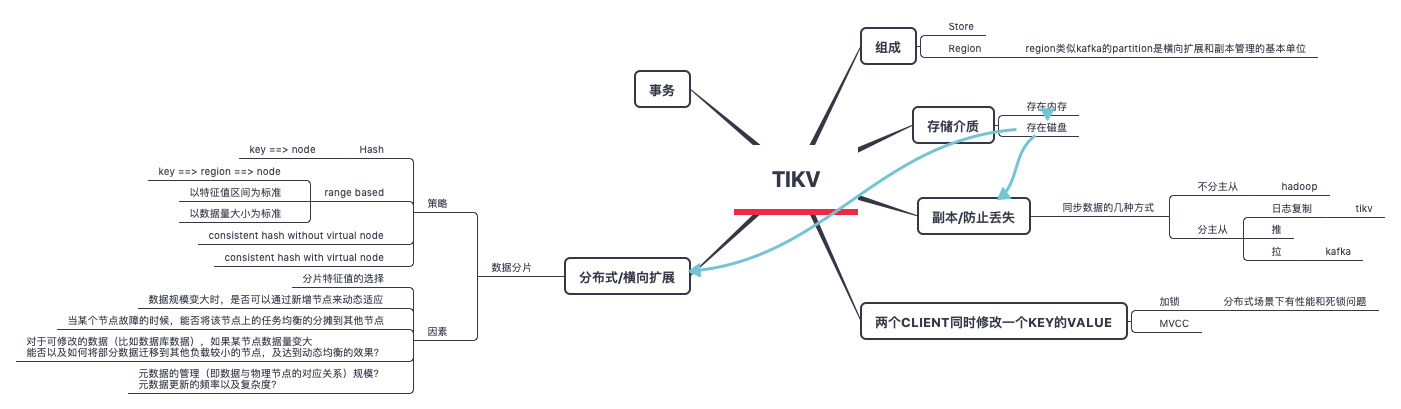 TIKV
组成
Store
Region
region类似kafka的partition是横向扩展和副本管理的基本单位
存储介质
存在内存
存在磁盘
副本/防止丢失
同步数据的几种方式
不分主从
hadoop
分主从
日志复制
tikv
推
拉
kafka
两个CLIENT同时修改一个KEY的VALUE
加锁
分布式场景下有性能和死锁问题
MVCC
事务
分布式/横向扩展
数据分片
策略
Hash
key ==> node
range based
key ==> region ==> node
以特征值区间为标准
以数据量大小为标准
consistent hash without virtual node
consistent hash with virtual node
因素
分片特征值的选择
数据规模变大时，是否可以通过新增节点来动态适应
当某个节点故障的时候，能否将该节点上的任务均衡的分摊到其他节点
对于可修改的数据（比如数据库数据），如果某节点数据量变大
能否以及如何将部分数据迁移到其他负载较小的节点，及达到动态均衡的效果?
元数据的管理（即数据与物理节点的对应关系）规模?
元数据更新的频率以及复杂度?